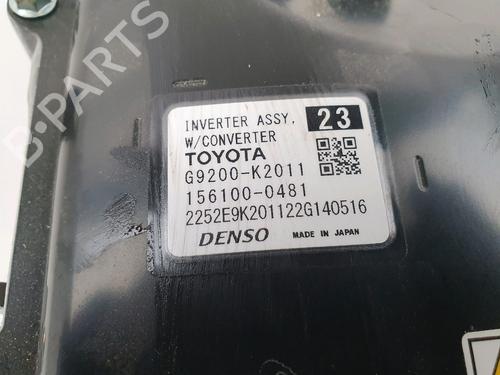 B-PARTS
INVERTER ASSY. 23
W/CONVERTER
TOYOTA
G9200-K2011
156100-0481
2252E9K201122G140516
DENSO MADE IN JAPAN